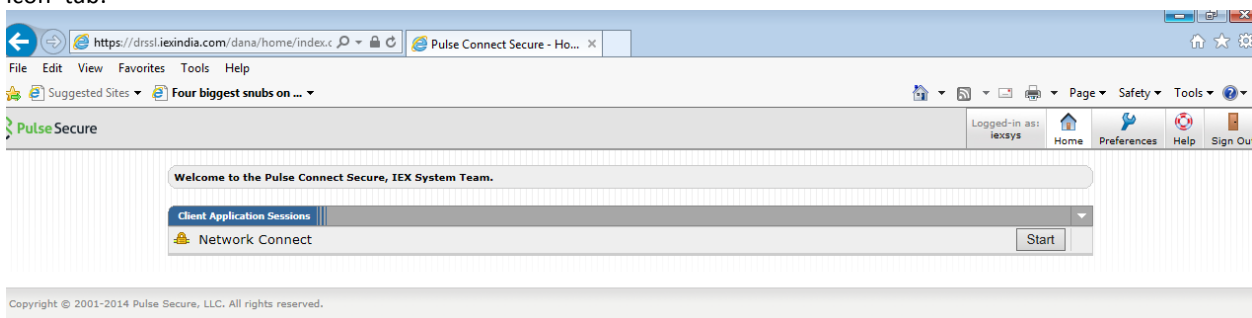 icon tab.
https://drssl.iexindia.com/dana/home/index.c
Pulse Connect Secure - Ho...
File Edit View Favorites Tools Help
Suggested Sites Four biggest snubs on ...
Page Safety Tools
Pulse Secure
Logged-in as:
iexsys
Home Preferences Help Sign Ou
Welcome to the Pulse Connect Secure, IEX System Team.
Client Application Sessions
Network Connect Start
Copyright © 2001-2014 Pulse Secure, LLC. All rights reserved.